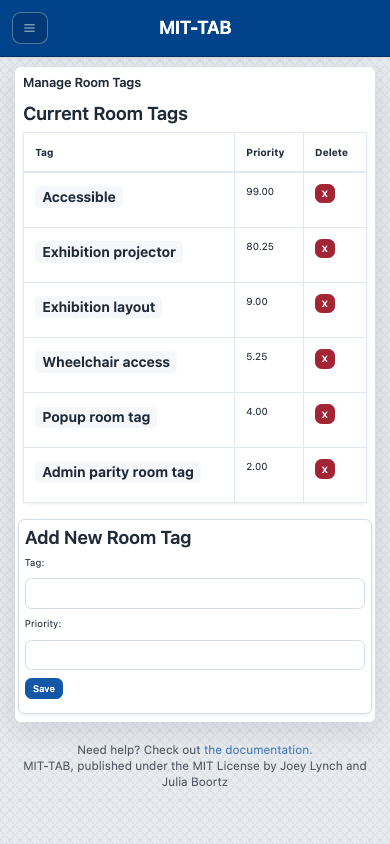 MIT-TAB
Manage Room Tags
Current Room Tags
Tag Priority Delete
Accessible 99.00 X
Exhibition projector 80.25 X
Exhibition layout 9.00 X
Wheelchair access 5.25 X
Popup room tag 4.00 X
Admin parity room tag 2.00 X
Add New Room Tag
Tag:
Priority:
Save
Need help? Check out the documentation.
MIT-TAB, published under the MIT License by Joey Lynch and
Julia Boortz